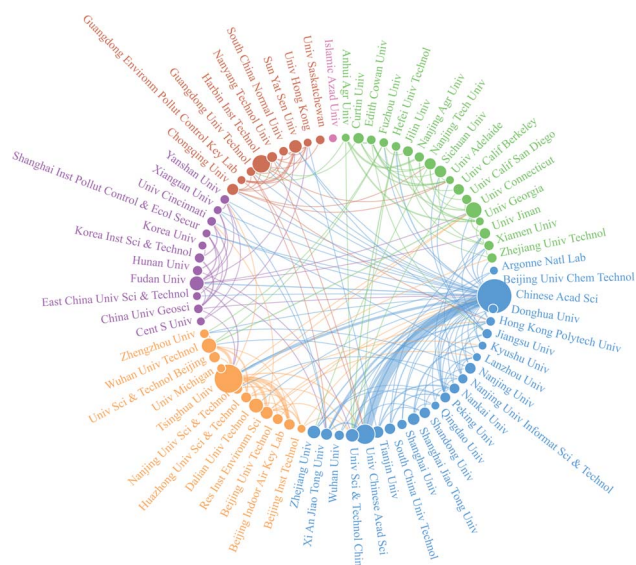 Islamic Azad Univ
Anhui Agr Univ
Curtin Univ
Edith Cowan Univ
Fuzhou Univ
Hefei Univ Technol
Jilin Univ
Nanjing Agr Univ
Nanjing Tech Univ
Sichuan Univ
Univ Adelaide
Univ Calif Berkeley
Univ Calif San Diego
Univ Connecticut
Univ Georgia
Univ Jinan
Xiamen Univ
Zhejiang Univ Technol
Argonne Natl Lab
Beijing Univ Chem Technol
Chinese Acad Sci
Donghua Univ
Hong Kong Polytech Univ
Jiangsu Univ
Kyushu Univ
Lanzhou Univ
Nanjing Univ
Nanjing Univ Informat Sci & Technol
Nankai Univ
Peking Univ
Qingdao Univ
Shandong Univ
Shanghai Jiao Tong Univ
Shanghai Univ
South China Univ Technol
Tianjin Univ
Univ Chinese Acad Sci
Univ Sci & Technol Chin
Wuhan Univ
Xi An Jiao Tong Univ
Zhejiang Univ
Beijing Inst Technol
Beijing Indoor Air Key Lab
Beijing Univ Technol
Res Inst Environm Sci
Dalian Univ Technol
Huazhong Univ Sci & Technol
Nanjing Univ Sci & Technol
Tsinghua Univ
Univ Michigan
Univ Sci & Technol Beijing
Wuhan Univ Technol
Zhengzhou Univ
Cent S Univ
China Univ Geosci
East China Univ Sci & Technol
Fudan Univ
Hunan Univ
Korea Inst Sci & Technol
Korea Univ
Shanghai Inst Pollut Control & Ecol Secur
Univ Cincinnati
Xiangtan Univ
Yanshan Univ
Chongqing Univ
Guangdong Environm Pollut Control Key Lab
Guangdong Univ Technol
Harbin Inst Technol
Nanyang Technol Univ
South China Normal Univ
Sun Yat Sen Univ
Univ Hong Kong
Univ Saskatchewan